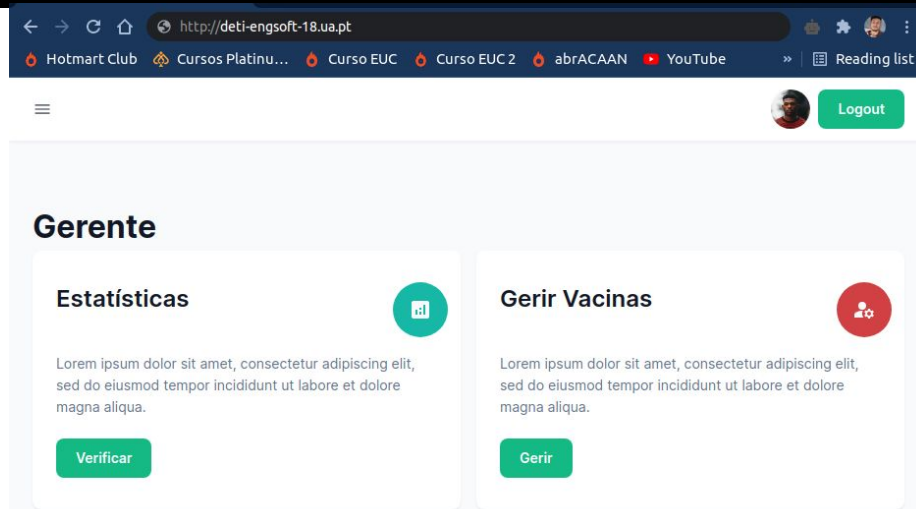 http://deti-engsoft-18.ua.pt
Hotmart Club Cursos Platinu... Curso EUC Curso EUC 2 abrACAAN YouTube » Reading list
Logout
Gerente
Estatísticas
Lorem ipsum dolor sit amet, consectetur adipiscing elit,
sed do eiusmod tempor incididunt ut labore et dolore
magna aliqua.
Verificar
Gerir Vacinas
Lorem ipsum dolor sit amet, consectetur adipiscing elit,
sed do eiusmod tempor incididunt ut labore et dolore
magna aliqua.
Gerir